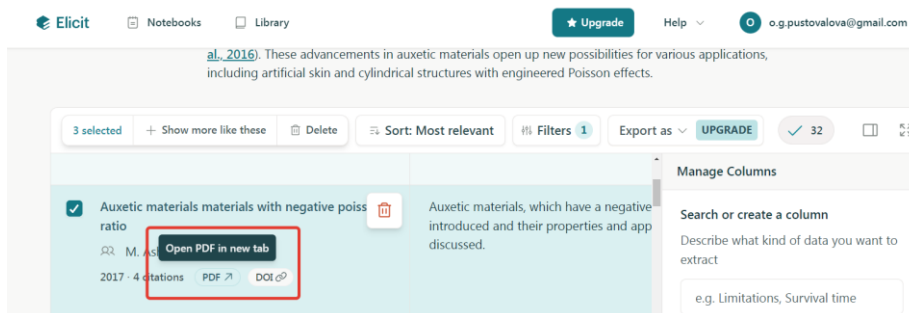 Elicit Notebooks Library Upgrade Help o.g.pustovalova@gmail.com
al., 2016). These advancements in auxetic materials open up new possibilities for various applications,
including artificial skin and cylindrical structures with engineered Poisson effects.
3 selected + Show more like these Delete Sort: Most relevant Filters 1 Export as UPGRADE 32
Manage Columns
Auxetic materials materials with negative poiss
ratio
Auxetic materials, which have a negative
introduced and their properties and app
discussed.
Search or create a column
Describe what kind of data you want to
extract
Open PDF in new tab
M.
2017 · 4 citations PDF DOI
e.g. Limitations, Survival time